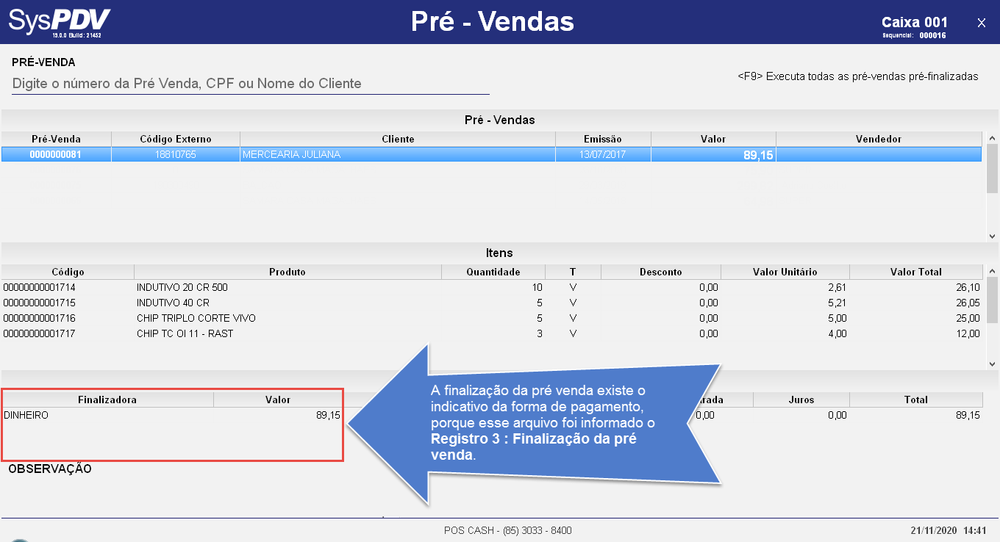 SysPDV
19.0.0 Build: 21452
Pré - Vendas
Caixa 001
X
Sequencial: 000016
PRÉ-VENDA
Digite o número da Pré Venda, CPF ou Nome do Cliente
<F9> Executa todas as pré-vendas pré-finalizadas
Pré - Vendas
Pré-Venda Código Externo Cliente Emissão Valor Vendedor
0000000081 18810765 MERCEARIA JULIANA 13/07/2017 89,15
Itens
Código Produto Quantidade T Desconto Valor Unitário Valor Total
00000000001714 INDUTIVO 20 CR 500 10 V 0,00 2,61 26,10
00000000001715 INDUTIVO 40 CR 5 V 0,00 5,21 26,05
00000000001716 CHIP TRIPLO CORTE VIVO 5 V 0,00 5,00 25,00
00000000001717 CHIP TC OI 11 - RAST 3 V 0,00 4,00 12,00
Finalizadora Valor rada Juros Total
DINHEIRO 89,15 0,00 0,00 89,15
A finalização da pré venda existe o
indicativo da forma de pagamento,
porque esse arquivo foi informado o
Registro 3 : Finalização da pré
venda.
OBSERVAÇÃO
POS CASH - (85) 3033 - 8400
21/11/2020 14:41